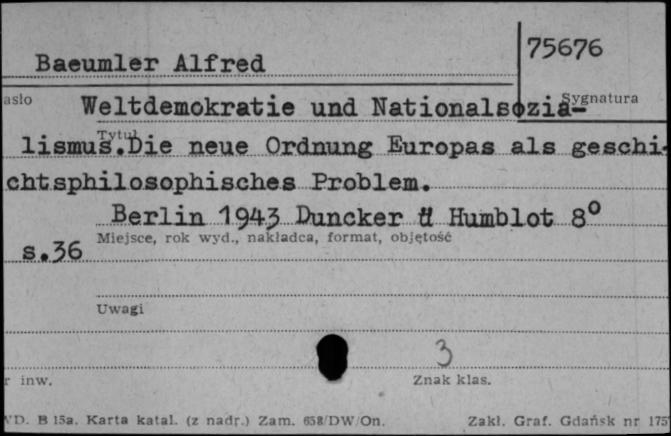 75676
Baeumler Alfred
asło
Sygnatura
Weltdemokratie und Nationalsozia=
Tytuł
lismus.Die neue Ordnung Europas als geschi-
chtsphilosophisches Problem.
Berlin 1943 Duncker & Humblot 8°
Miejsce, rok wyd., nakładca, format, objętość
s.36
Uwagi
3
r inw.
Znak klas.
WD. B 15a. Karta katal. (z nadr.) Zam. 658/DW/On.
Zakł. Graf. Gdańsk nr 175